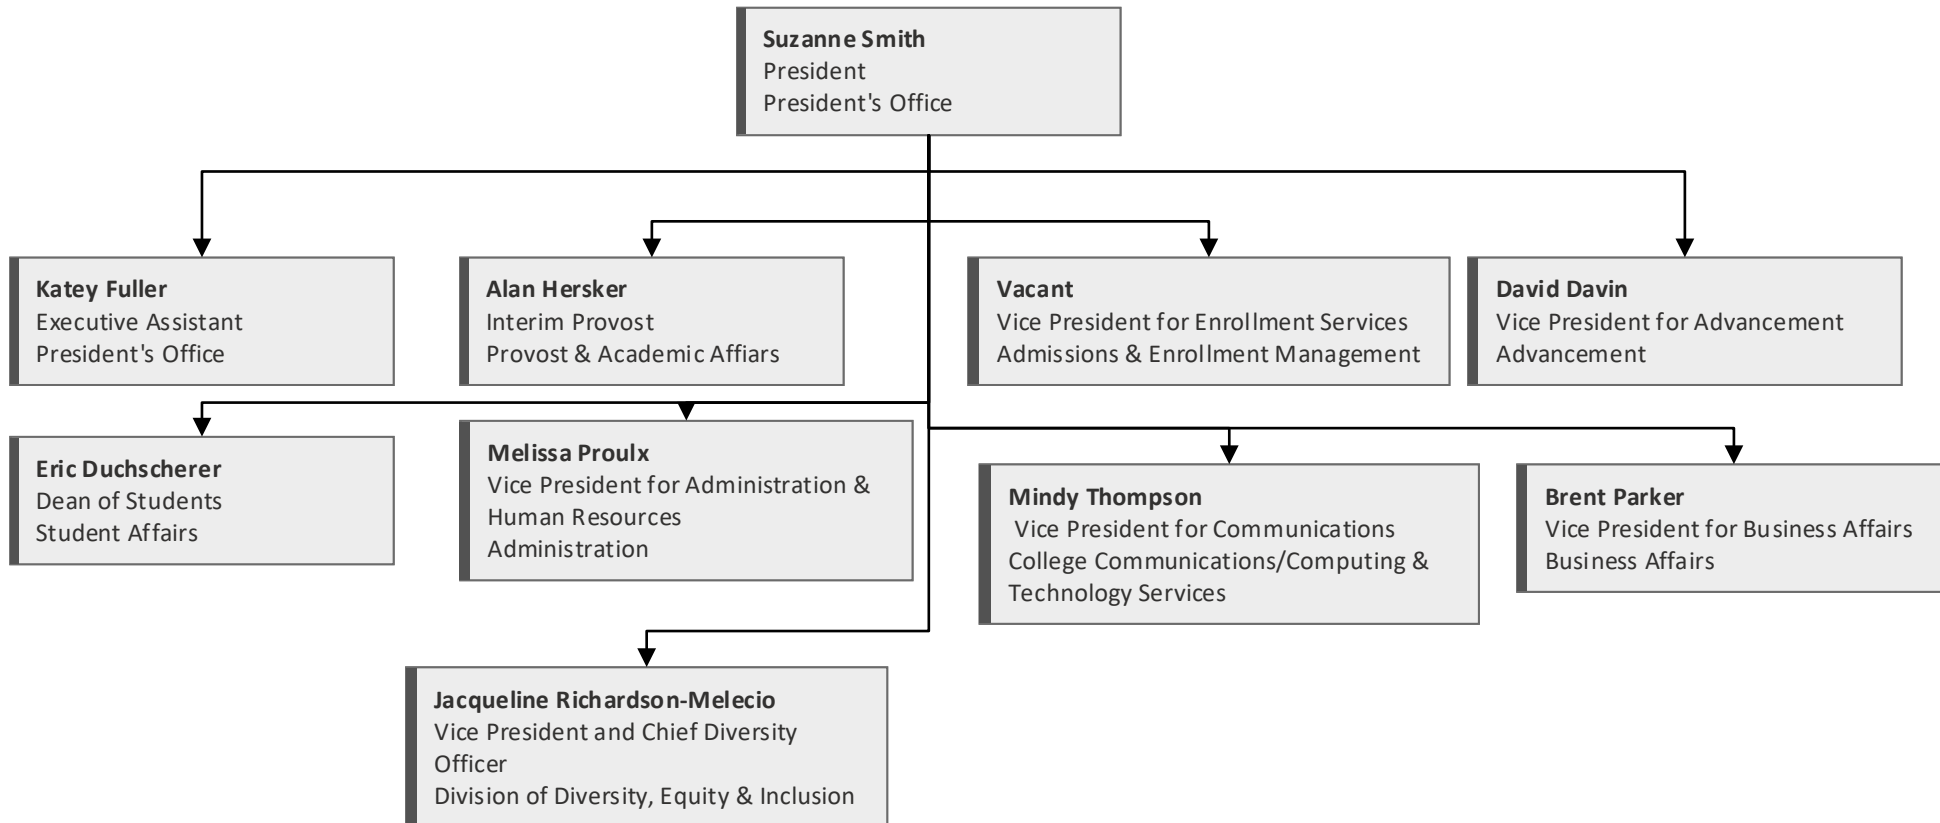 Suzanne Smith
President
President's Office
Katey Fuller
Executive Assistant
President's Office
Alan Hersker
Interim Provost
Provost & Academic Affiars
Vacant
Vice President for Enrollment Services
Admissions & Enrollment Management
David Davin
Vice President for Advancement
Advancement
Eric Duchscherer
Dean of Students
Student Affairs
Melissa Proulx
Vice President for Administration &
Human Resources
Administration
Mindy Thompson
Vice President for Communications
College Communications/Computing &
Technology Services
Brent Parker
Vice President for Business Affairs
Business Affairs
Jacqueline Richardson-Melecio
Vice President and Chief Diversity
Officer
Division of Diversity, Equity & Inclusion